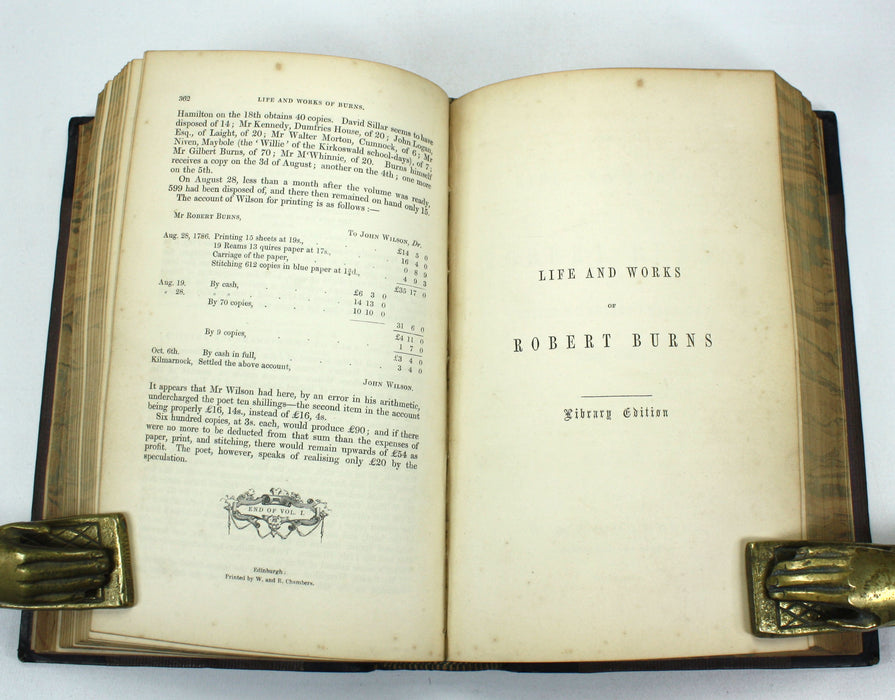 362 LIFE AND WORKS OF BURNS.
Hamilton on the 18th obtains 40 copies. David Sillar seems to have
disposed of 14; Mr Kennedy, Dumfries House, of 20; John Logan,
Esq., of Laight, of 20; Mr Walter Morton, Cumnock, of 6; Mr
Niven, Maybole (the 'Willie' of the Kirkoswald school-days), of 7;
Mr Gilbert Burns, of 70; Mr M'Whinnie, of 20. Burns himself
receives a copy on the 3d of August; another on the 4th; one more
on the 5th.
On August 28, less than a month after the volume was ready,
599 had been disposed of, and there then remained on hand only 15.
The account of Wilson for printing is as follows:—
Mr Robert Burns,
To John Wilson, Dr.
Aug. 28, 1786. Printing 15 sheets at 19s., . . £14 5 0
19 Reams 13 quires paper at 17s., . 16 4 0
Carriage of the paper, . . . 0 8 9
Stitching 612 copies in blue paper at 1¾d., . 4 9 3
£35 17 0
Aug. 19. By cash, . . . £6 3 0
" 28. " " . . . 14 13 0
By 70 copies, . . . 10 10 0
31 6 0
£4 11 0
By 9 copies, . . . 1 7 0
£3 4 0
Oct. 6th. By cash in full, . . . 3 4 0
Kilmarnock, Settled the above account,
John Wilson.
It appears that Mr Wilson had here, by an error in his arithmetic,
undercharged the poet ten shillings—the second item in the account
being properly £16, 14s., instead of £16, 4s.
Six hundred copies, at 3s. each, would produce £90; and if there
were no more to be deducted from that sum than the expenses of
paper, print, and stitching, there would remain upwards of £54 as
profit. The poet, however, speaks of realising only £20 by the
speculation.
END OF VOL. I.
Edinburgh:
Printed by W. and R. Chambers.
LIFE AND WORKS
OF
ROBERT BURNS
Library Edition